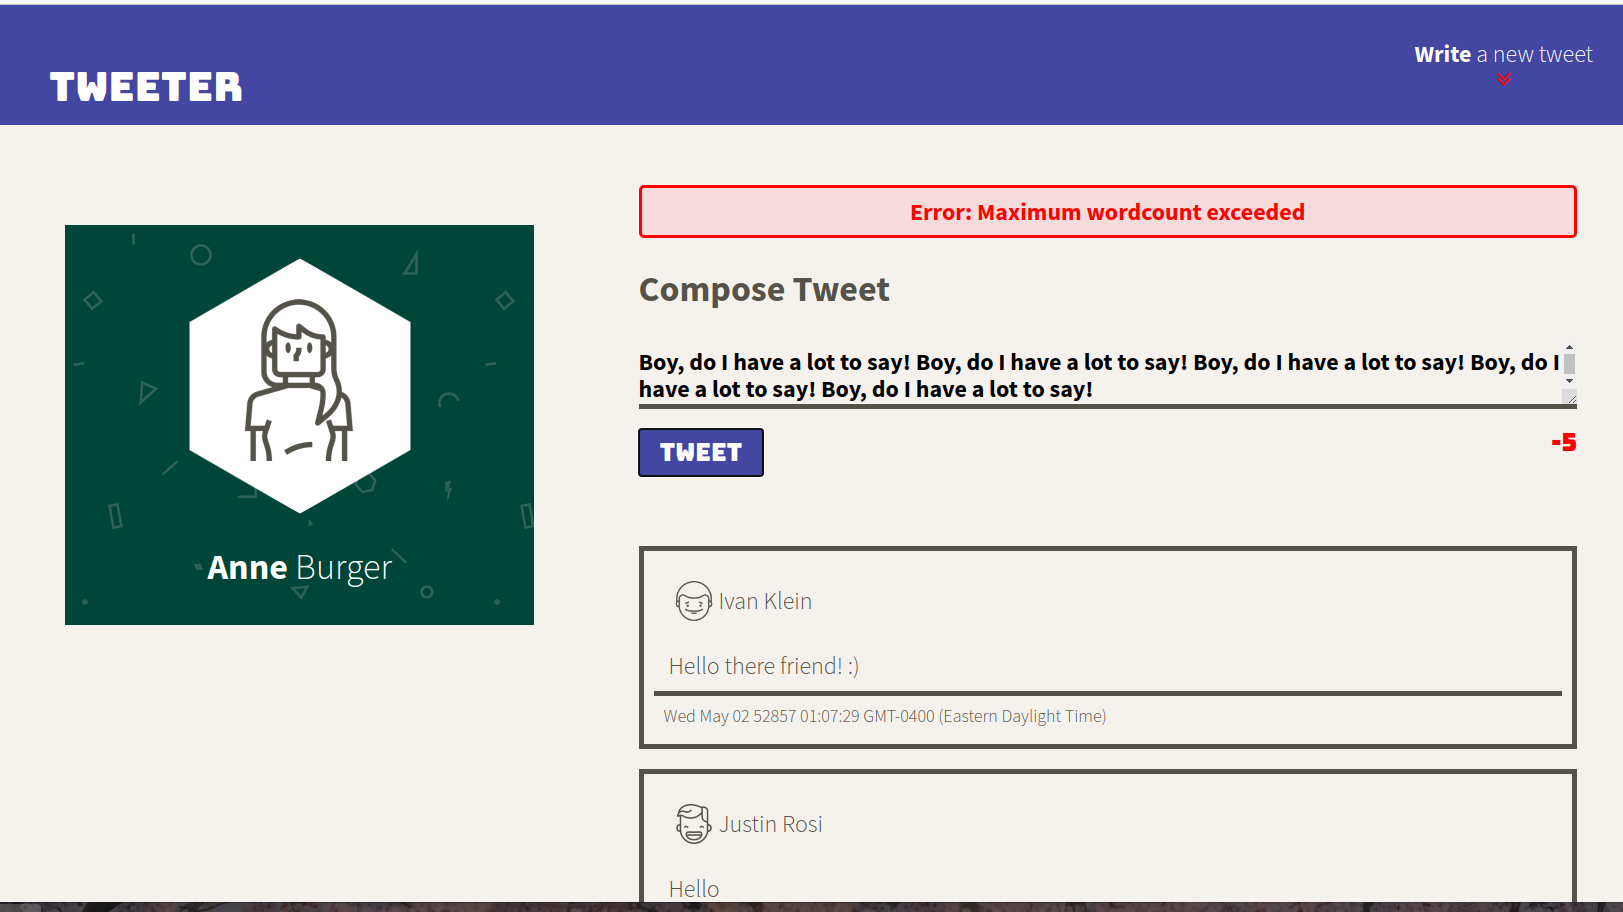 TWEETER
Write a new tweet
Anne Burger
Error: Maximum wordcount exceeded
Compose Tweet
Boy, do I have a lot to say! Boy, do I have a lot to say! Boy, do I have a lot to say! Boy, do I
have a lot to say! Boy, do I have a lot to say!
TWEET
-5
Ivan Klein
Hello there friend! :)
Wed May 02 52857 01:07:29 GMT-0400 (Eastern Daylight Time)
Justin Rosi
Hello